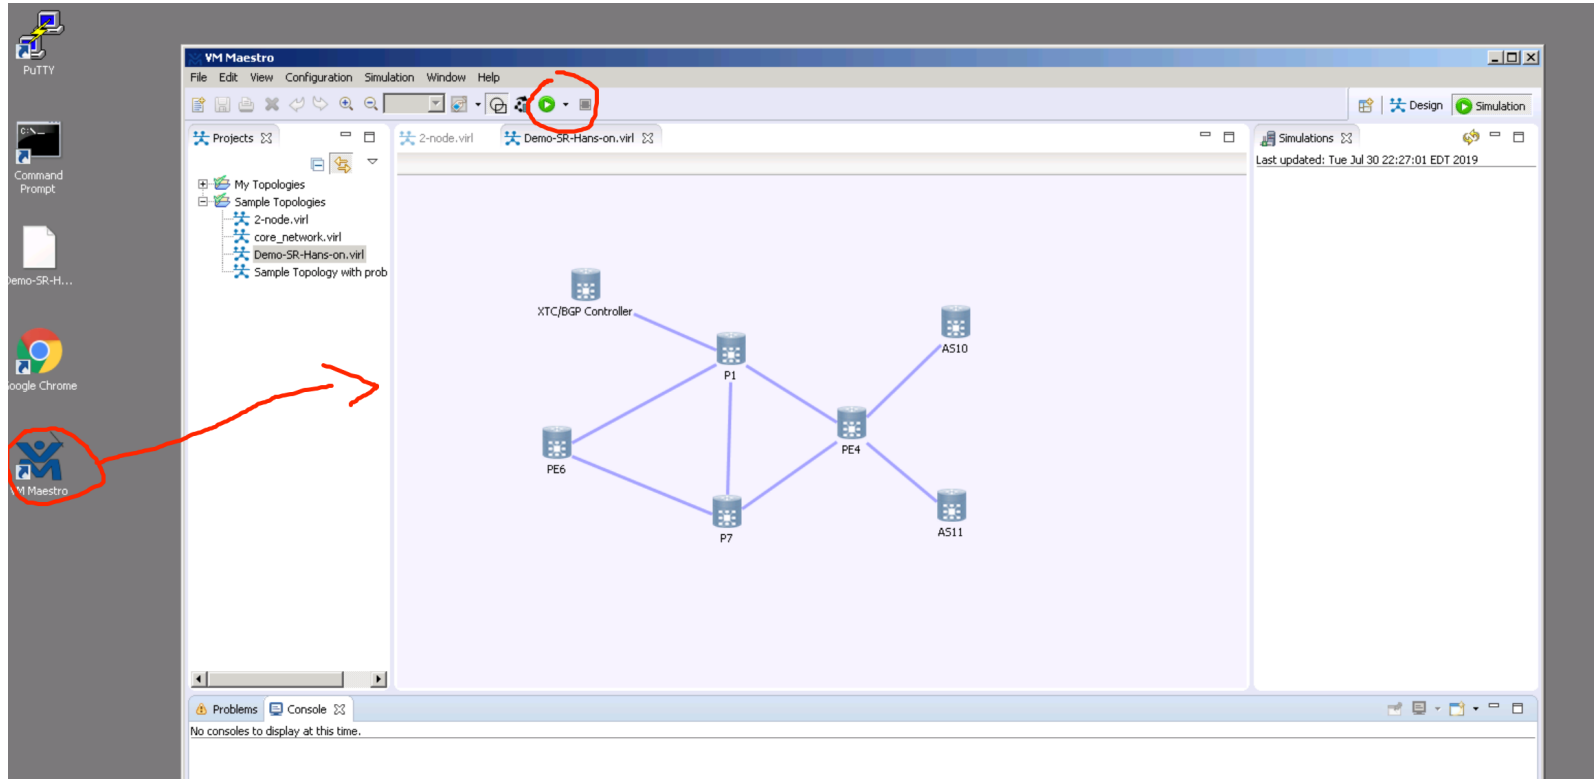 PuTTY
C:\_
Command
Prompt
Demo-SR-H...
Google Chrome
VM Maestro
VM Maestro
File Edit View Configuration Simulation Window Help
Design Simulation
Projects
2-node.virl
Demo-SR-Hans-on.virl
Simulations
Last updated: Tue Jul 30 22:27:01 EDT 2019
My Topologies
Sample Topologies
2-node.virl
core_network.virl
Demo-SR-Hans-on.virl
Sample Topology with prob
XTC/BGP Controller
AS10
P1
PE4
PE6
AS11
P7
Problems Console
No consoles to display at this time.